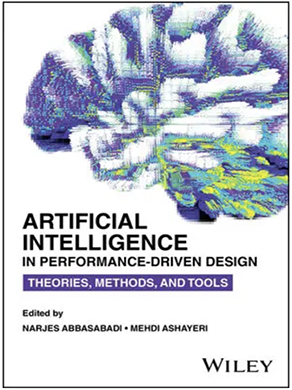 ARTIFICIAL
INTELLIGENCE
IN PERFORMANCE-DRIVEN DESIGN
THEORIES, METHODS, AND TOOLS
Edited by
NARJES ABBASABADI • MEHDI ASHAYERI
WILEY